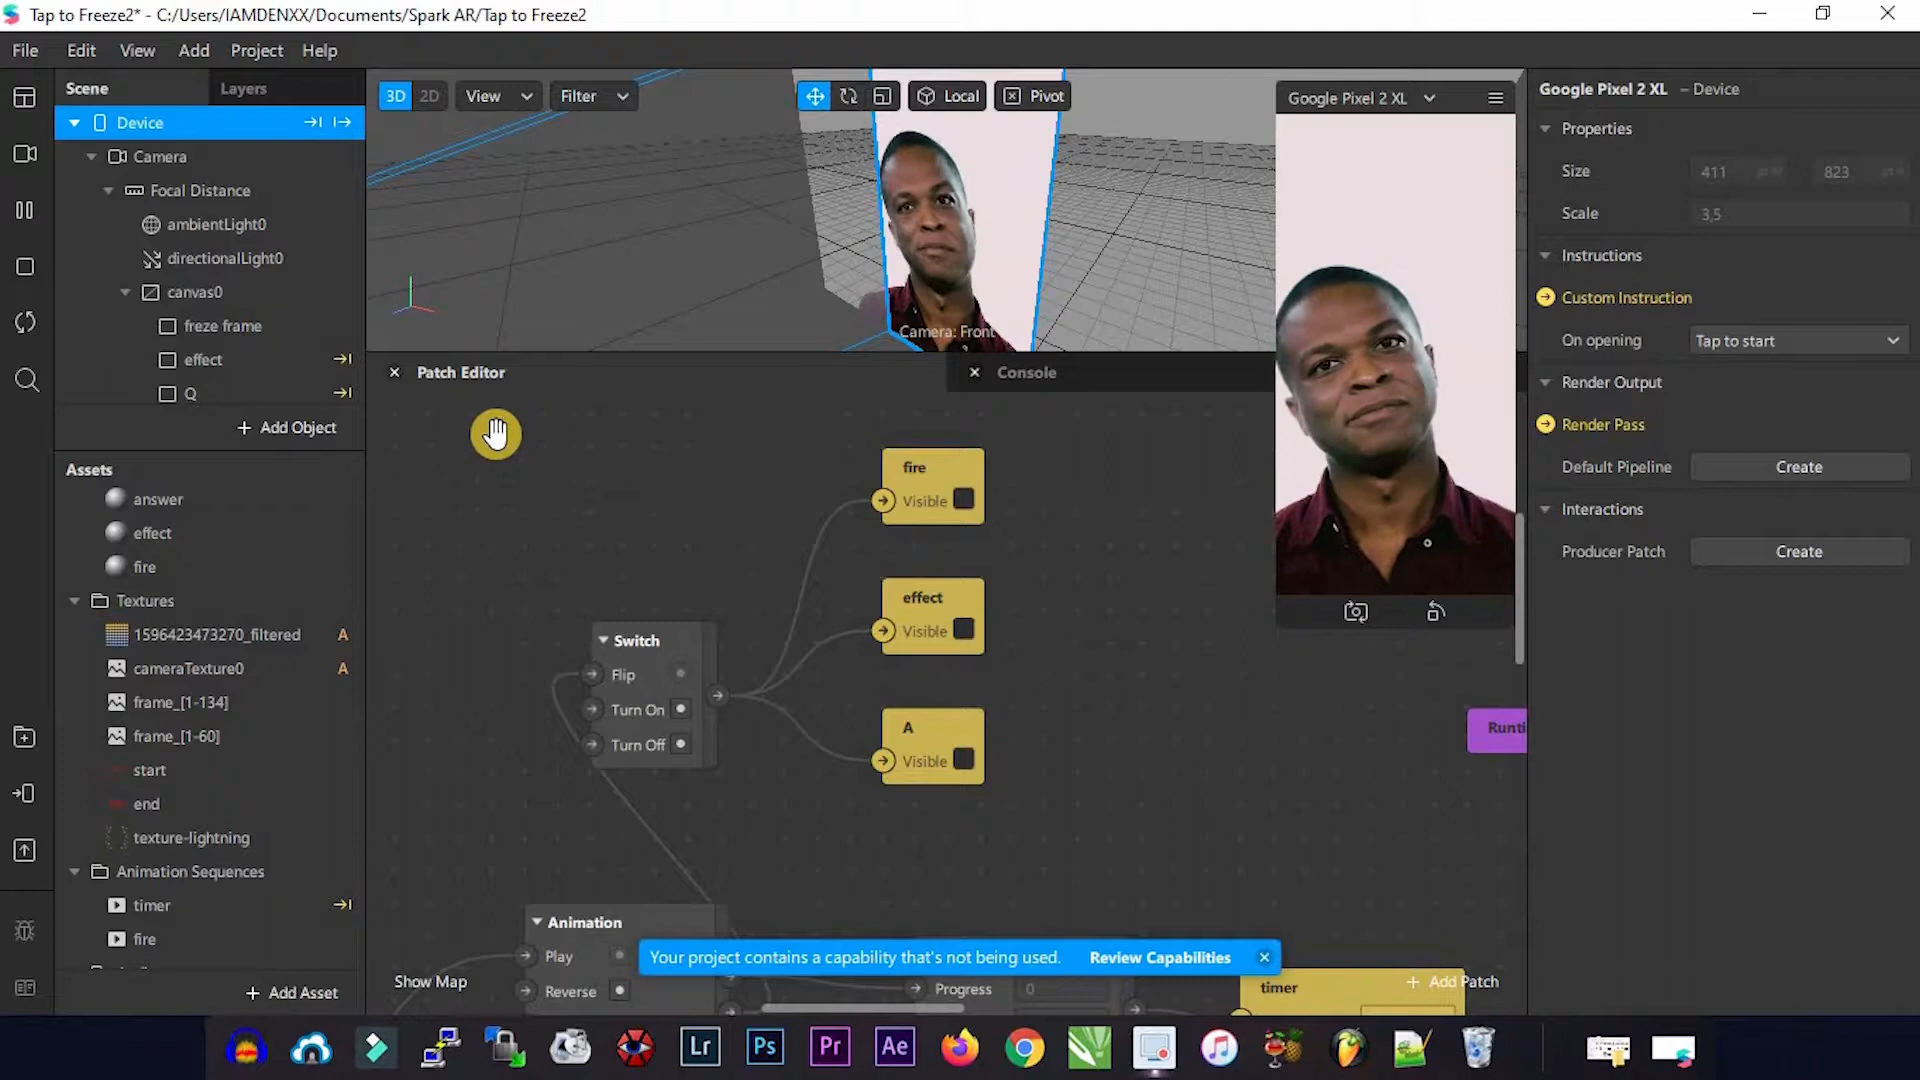 Tap to Freeze2* - C:/Users/IAMDENXX/Documents/Spark AR/Tap to Freeze2
File Edit View Add Project Help
Scene Layers
Device
Camera
Focal Distance
ambientLight0
directionalLight0
canvas0
freze frame
effect
Q
+ Add Object
Assets
answer
effect
fire
Textures
1596423473270_filtered A
cameraTexture0 A
frame_[1-134]
frame_[1-60]
start
end
texture-lightning
Animation Sequences
timer
fire
+ Add Asset
3D 2D View Filter Local Pivot
Camera: Front
Patch Editor Console
fire
Visible
effect
Visible
Switch
Flip
Turn On
Turn Off
A
Visible
Runti
Animation
Play
Reverse
Progress 0
timer
Your project contains a capability that's not being used. Review Capabilities
Show Map
+ Add Patch
Google Pixel 2 XL
Google Pixel 2 XL – Device
Properties
Size 411 823
Scale 3,5
Instructions
Custom Instruction
On opening Tap to start
Render Output
Render Pass
Default Pipeline Create
Interactions
Producer Patch Create
Lr Ps Pr Ae